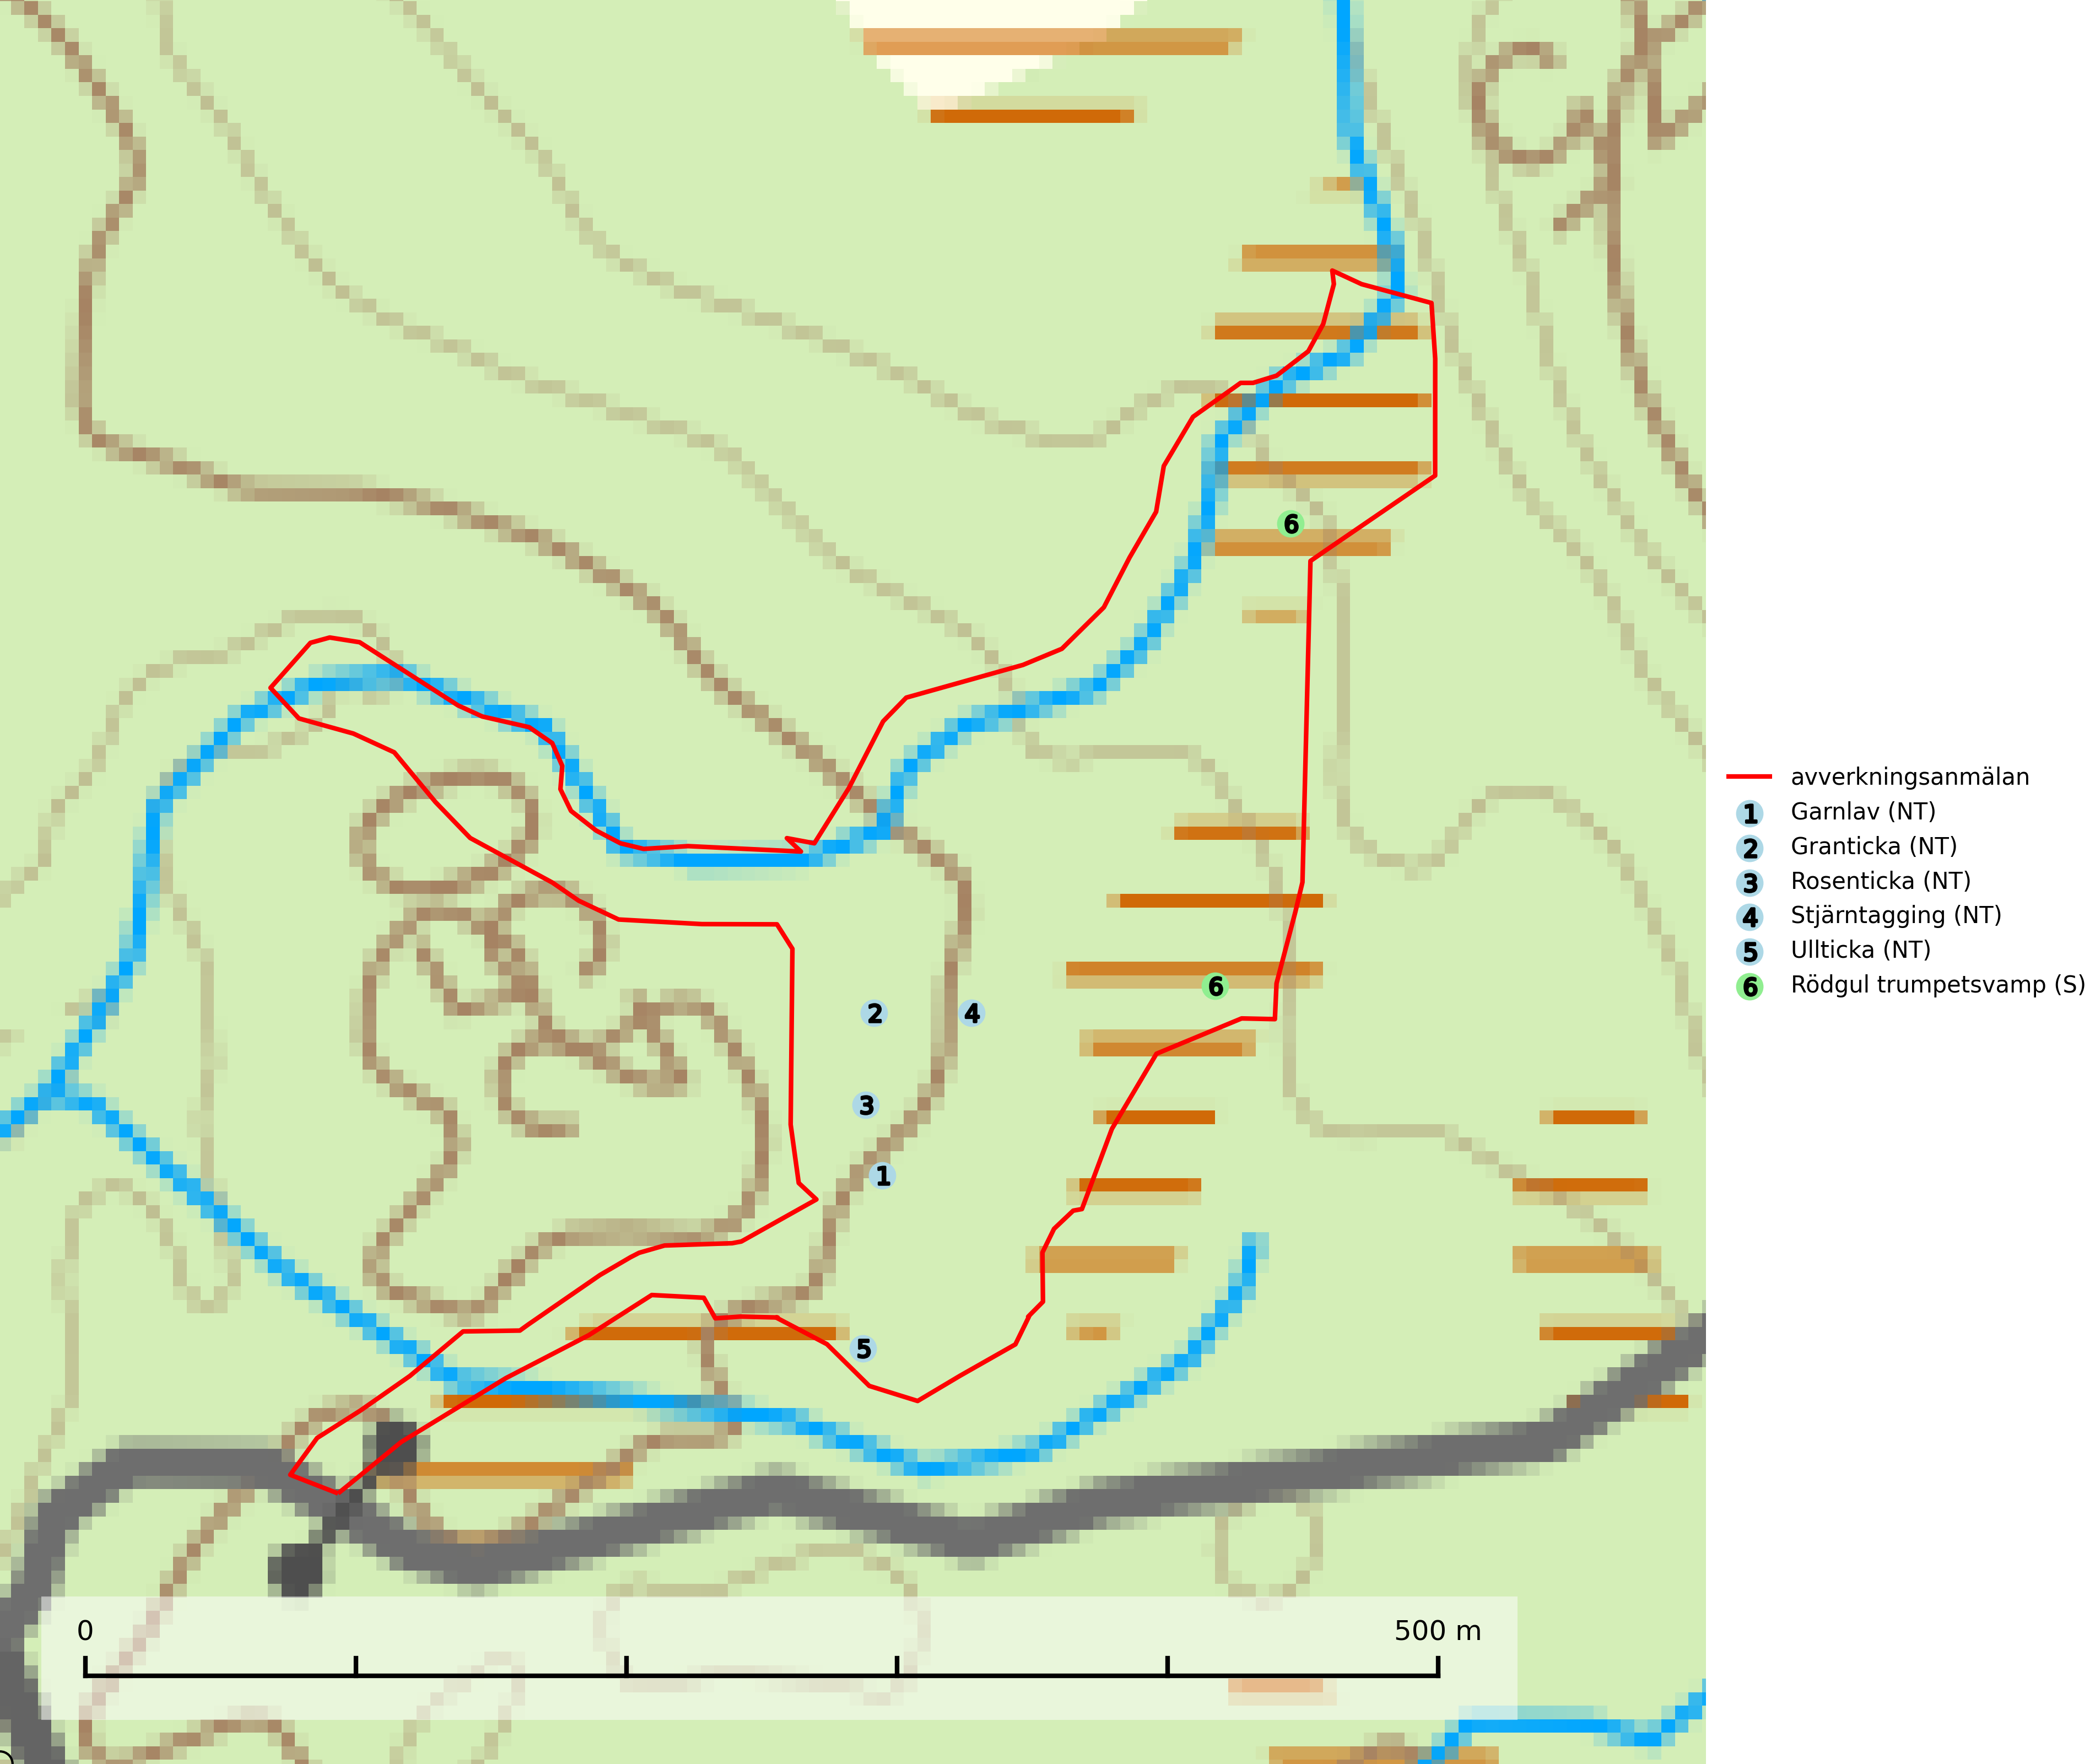 6
2
4
6
3
1
5
0 500 m
avverkningsanmälan
1 Garnlav (NT)
2 Granticka (NT)
3 Rosenticka (NT)
4 Stjärntagging (NT)
5 Ullticka (NT)
6 Rödgul trumpetsvamp (S)